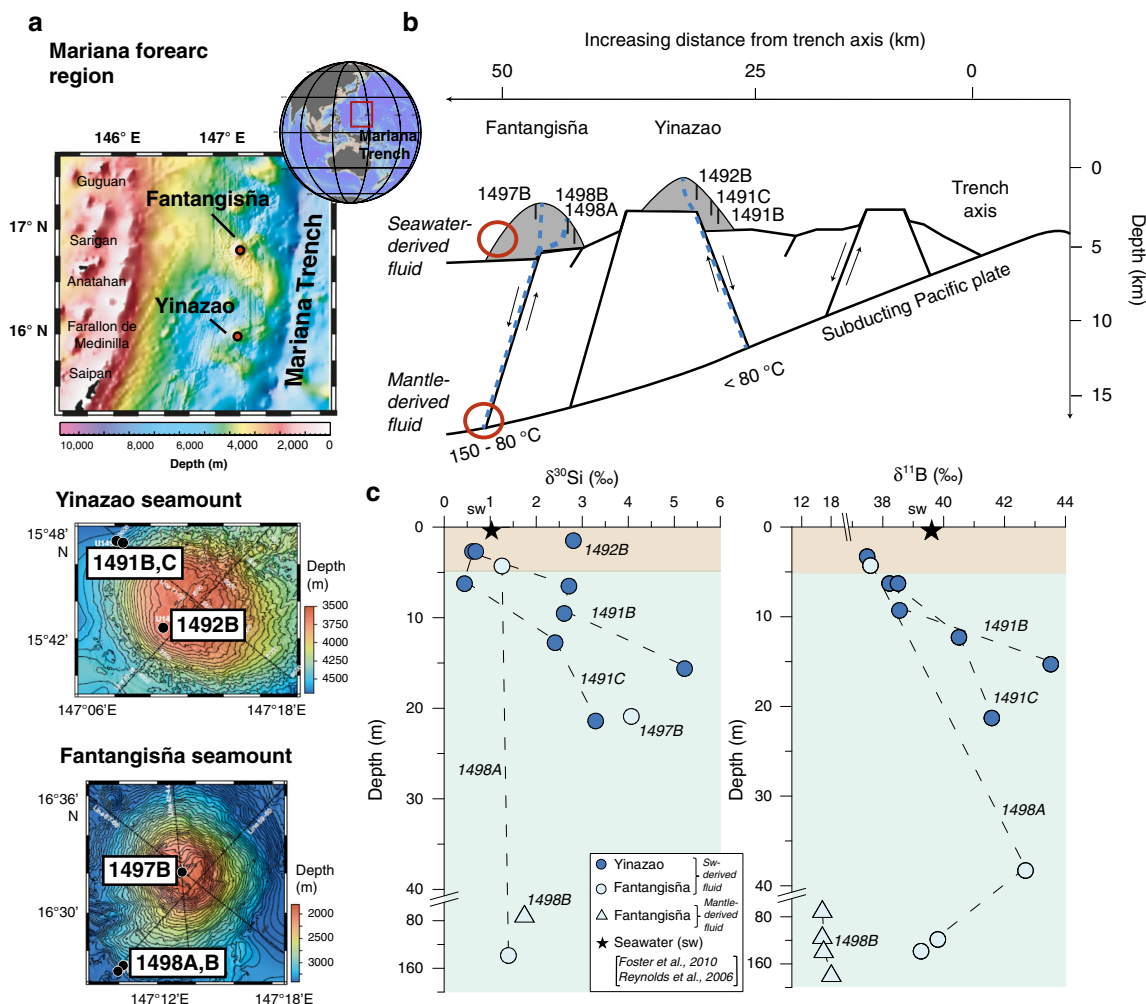 a
Mariana forearc
region
146° E
147° E
Mariana
Trench
Guguan
Fantangisña
17° N
Sarigan
Anatahan
Yinazao
16° N
Farallon de
Medinilla
Saipan
Mariana Trench
10,000 8,000 6,000 4,000 2,000 0
Depth (m)
Yinazao seamount
15°48'
N
1491B,C
1492B
15°42'
147°06'E
147°18'E
Depth
(m)
3500
4000
4500
Fantangisña seamount
16°36'
N
1497B
16°30'
1498A,B
147°12'E
147°18'E
Depth
(m)
2000
2500
3000
b
Increasing distance from trench axis (km)
50 25 0
Fantangisña
Yinazao
1497B
1498B
1498A
1492B
1491C
1491B
Trench
axis
Seawater-
derived
fluid
Mantle-
derived
fluid
150 - 80 °C
< 80 °C
Subducting Pacific plate
0
5
10
15
Depth (km)
c
δ³⁰Si (‰)
0 1 2 3 4 5 6
sw
0
10
20
30
40
80
160
Depth (m)
1492B
1491B
1491C
1497B
1498A
1498B
Yinazao
Fantangisña
Sw-
derived
fluid
Fantangisña
Mantle-
derived
fluid
Seawater (sw)
Foster et al., 2010
Reynolds et al., 2006
δ¹¹B (‰)
12 18 38 40 42 44
sw
0
10
20
30
40
80
160
Depth (m)
1491B
1491C
1498A
1498B